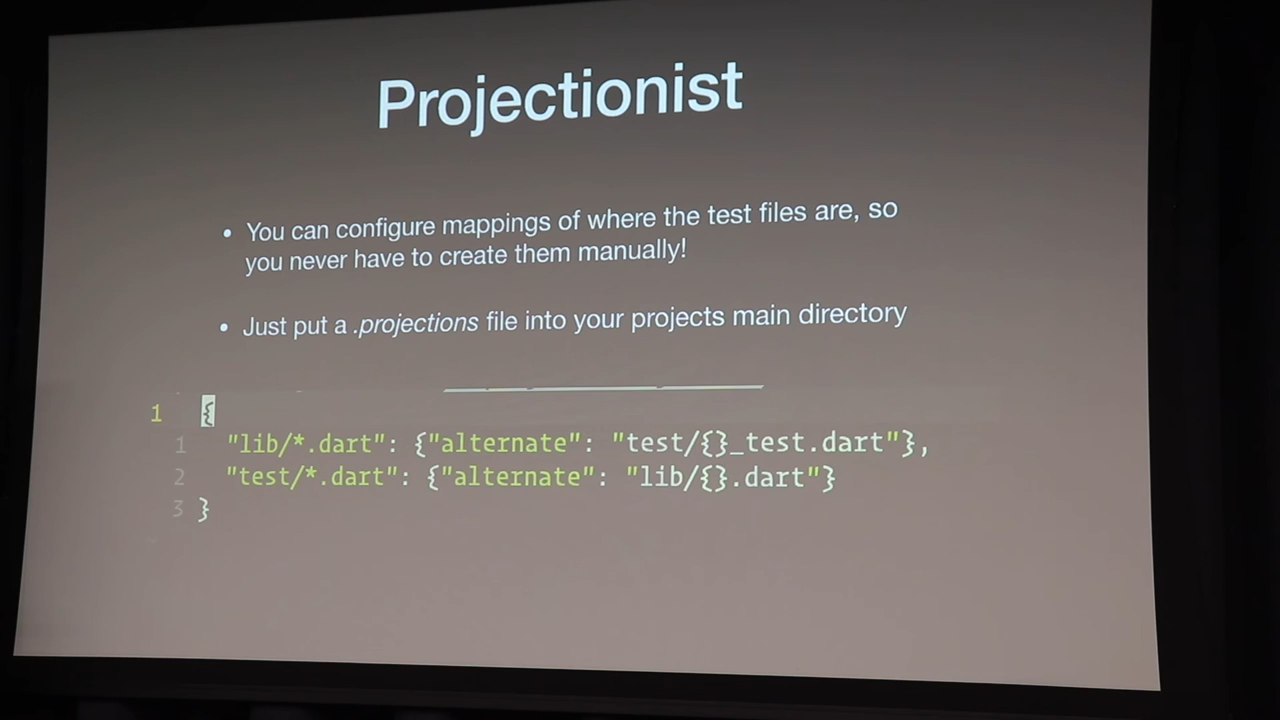 Projectionist
• You can configure mappings of where the test files are, so
you never have to create them manually!
• Just put a .projections file into your projects main directory
1 {
1 "lib/*.dart": {"alternate": "test/{}_test.dart"},
2 "test/*.dart": {"alternate": "lib/{}.dart"}
3 }